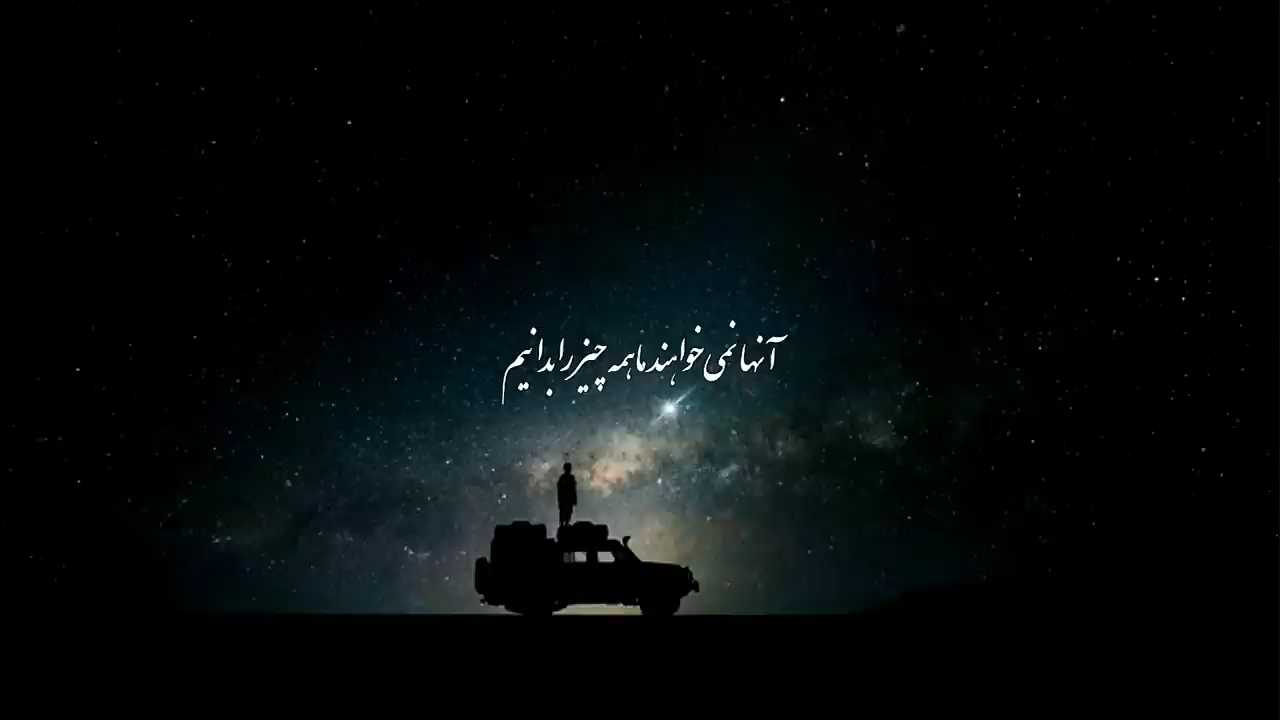 آنها نمی خواهند ما همه چیز را بدانیم